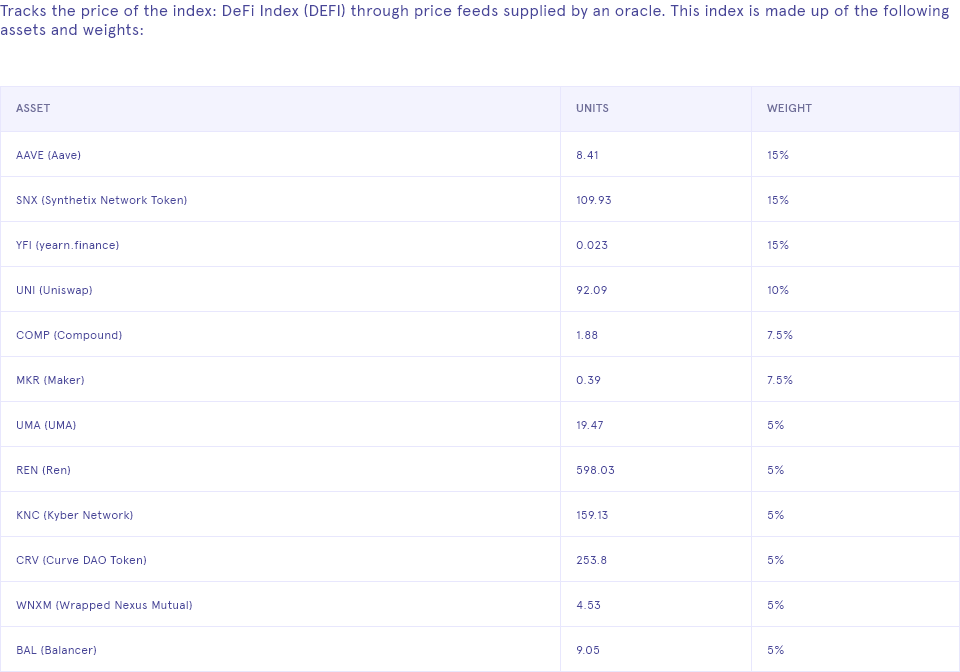 Tracks the price of the index: DeFi Index (DEFI) through price feeds supplied by an oracle. This index is made up of the following
assets and weights:
ASSET UNITS WEIGHT
AAVE (Aave) 8.41 15%
SNX (Synthetix Network Token) 109.93 15%
YFI (yearn.finance) 0.023 15%
UNI (Uniswap) 92.09 10%
COMP (Compound) 1.88 7.5%
MKR (Maker) 0.39 7.5%
UMA (UMA) 19.47 5%
REN (Ren) 598.03 5%
KNC (Kyber Network) 159.13 5%
CRV (Curve DAO Token) 253.8 5%
WNXM (Wrapped Nexus Mutual) 4.53 5%
BAL (Balancer) 9.05 5%